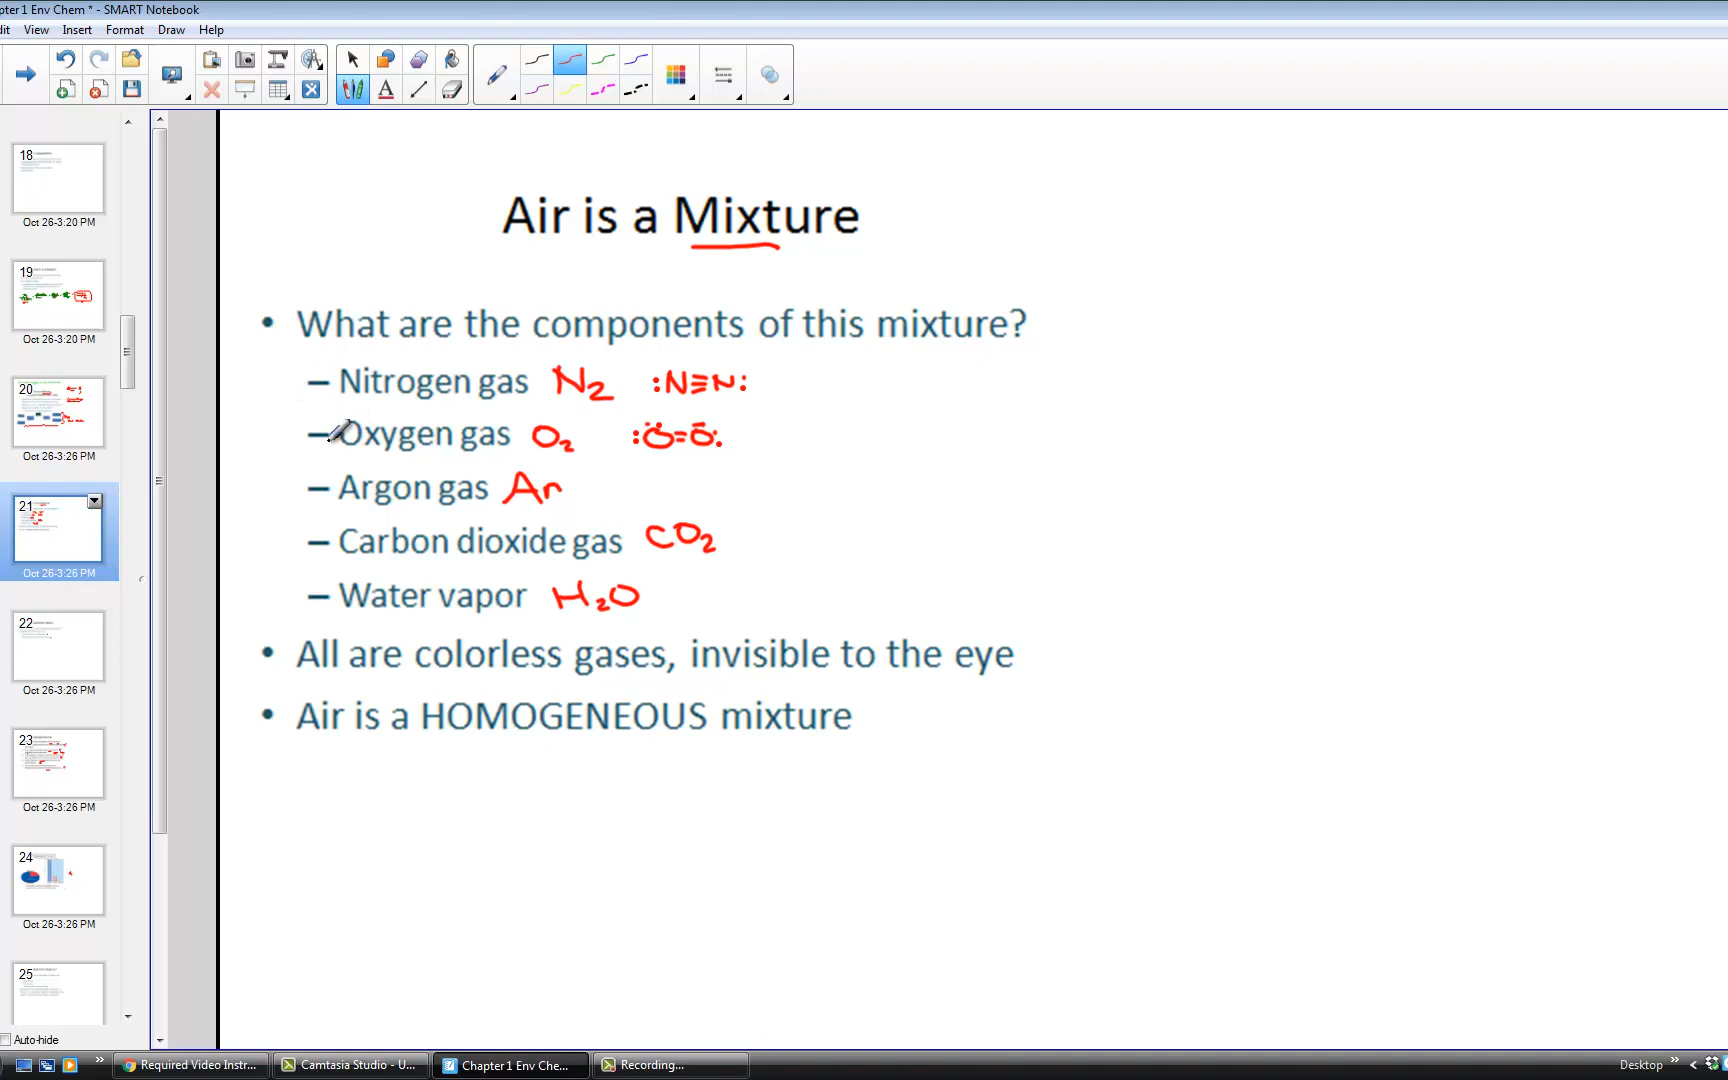 pter 1 Env Chem * - SMART Notebook
dit View Insert Format Draw Help
18
Oct 26-3:20 PM
19
Oct 26-3:20 PM
20
Oct 26-3:26 PM
21
Oct 26-3:26 PM
22
Oct 26-3:26 PM
23
Oct 26-3:26 PM
24
Oct 26-3:26 PM
25
Auto-hide
Air is a Mixture
• What are the components of this mixture?
– Nitrogen gas N₂ :N≡N:
– Oxygen gas O₂ :Ö=Ö:
– Argon gas Ar
– Carbon dioxide gas CO₂
– Water vapor H₂O
• All are colorless gases, invisible to the eye
• Air is a HOMOGENEOUS mixture
Required Video Instr... Camtasia Studio - U... Chapter 1 Env Che... Recording... Desktop